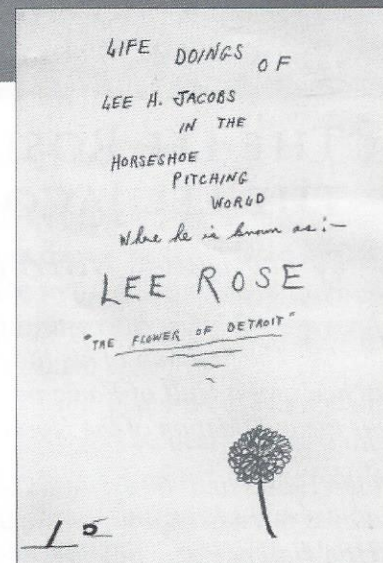 LIFE DOINGS OF
LEE H. JACOBS
IN THE
HORSESHOE
PITCHING
WORLD
Where he is known as:-
LEE ROSE
"THE FLOWER OF DETROIT"